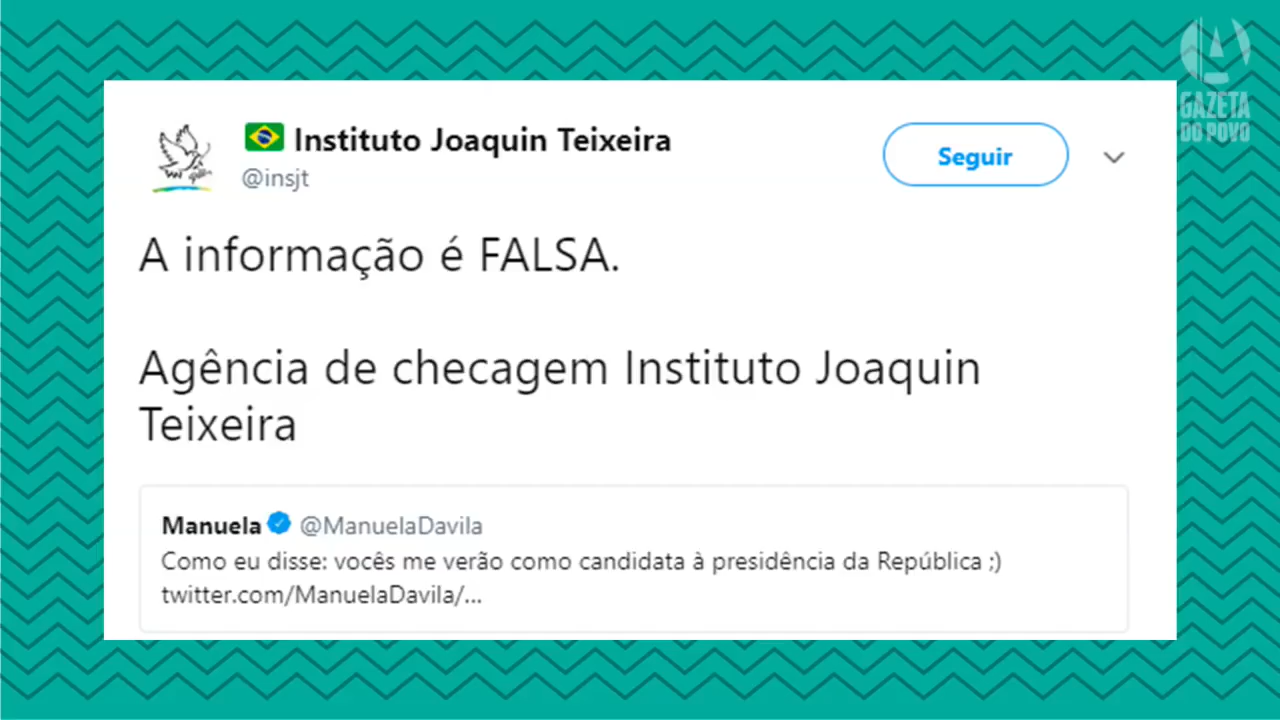 GAZETA
DO POVO
Instituto Joaquin Teixeira
@insjt
Seguir
A informação é FALSA.
Agência de checagem Instituto Joaquin
Teixeira
Manuela @ManuelaDavila
Como eu disse: vocês me verão como candidata à presidência da República ;)
twitter.com/ManuelaDavila/...